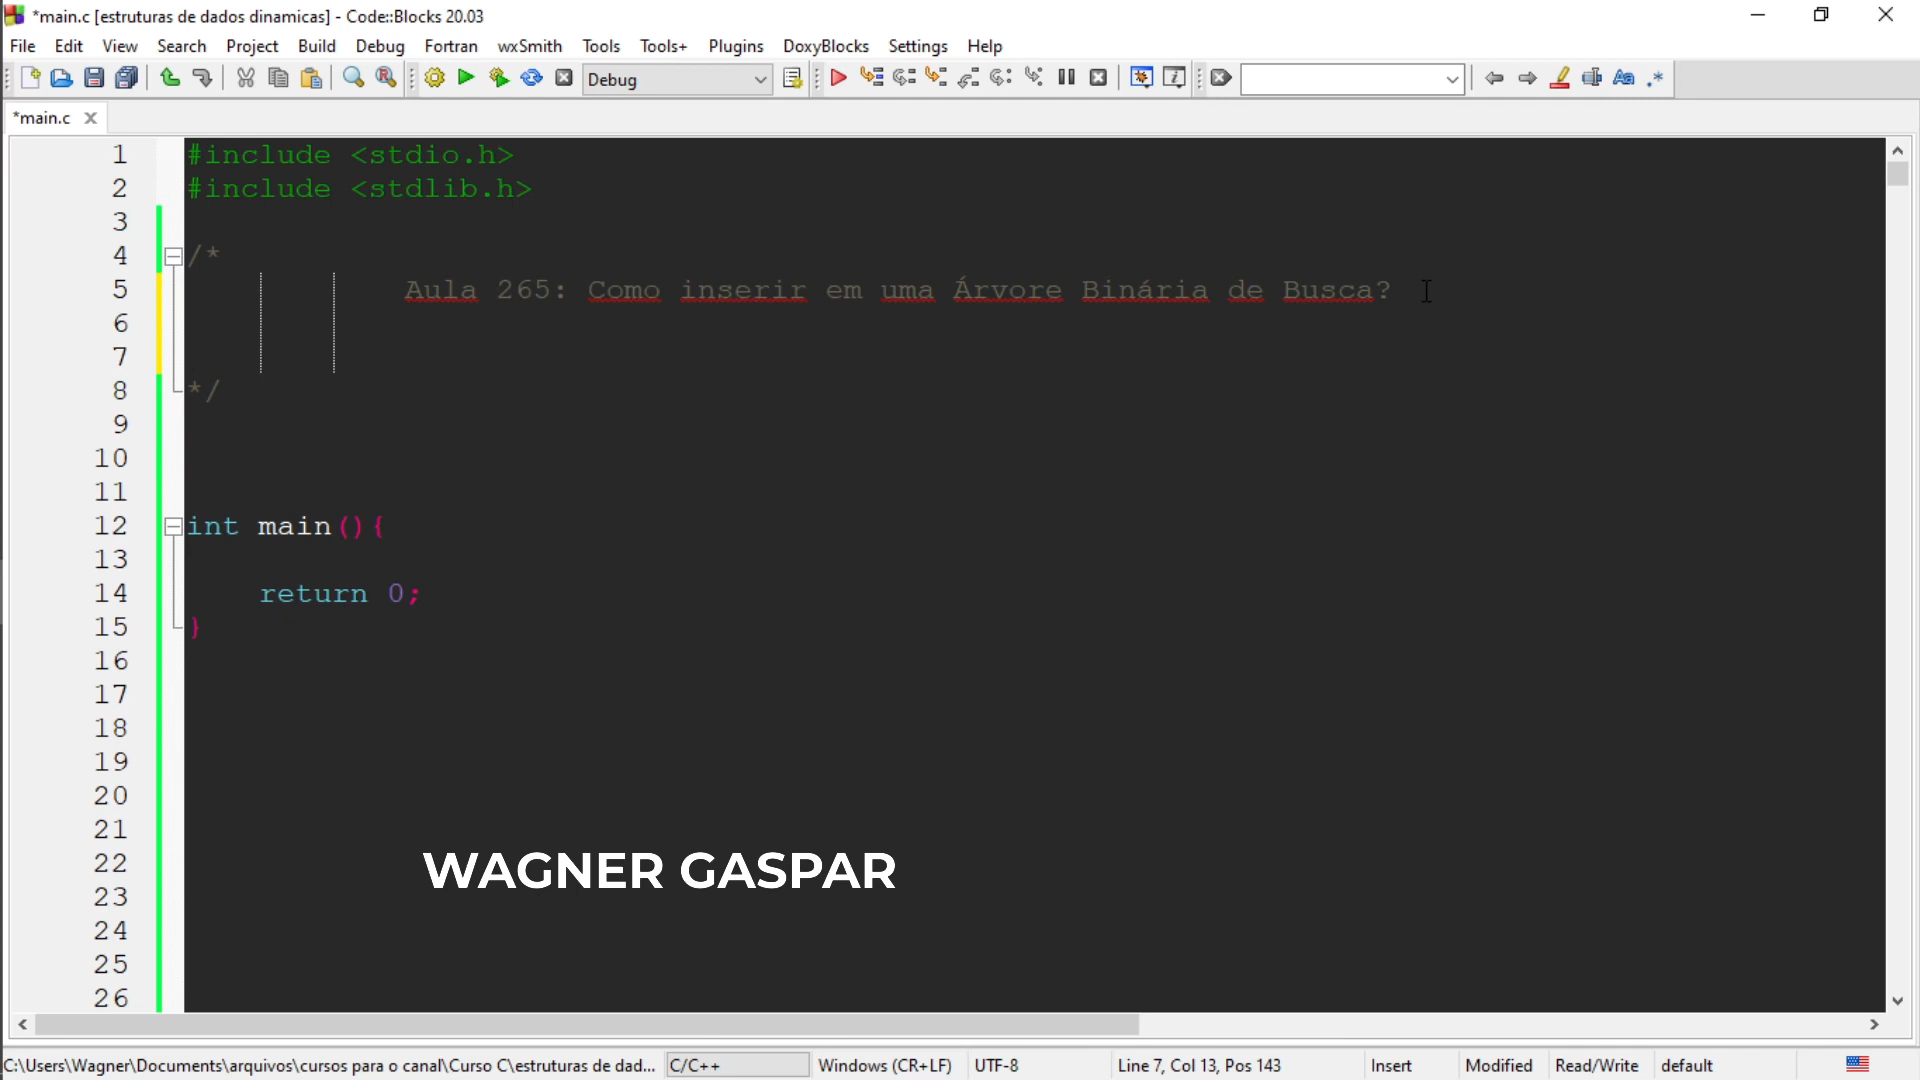 *main.c [estruturas de dados dinamicas] - Code::Blocks 20.03
File Edit View Search Project Build Debug Fortran wxSmith Tools Tools+ Plugins DoxyBlocks Settings Help
Debug
*main.c
1 #include <stdio.h>
2 #include <stdlib.h>
3
4 /*
5 Aula 265: Como inserir em uma Árvore Binária de Busca?
6
7
8 */
9
10
11
12 int main(){
13
14 return 0;
15 }
16
17
18
19
20
21
22
WAGNER GASPAR
23
24
25
26
C:\Users\Wagner\Documents\arquivos\cursos para o canal\Curso C\estruturas de dad... C/C++ Windows (CR+LF) UTF-8 Line 7, Col 13, Pos 143 Insert Modified Read/Write default